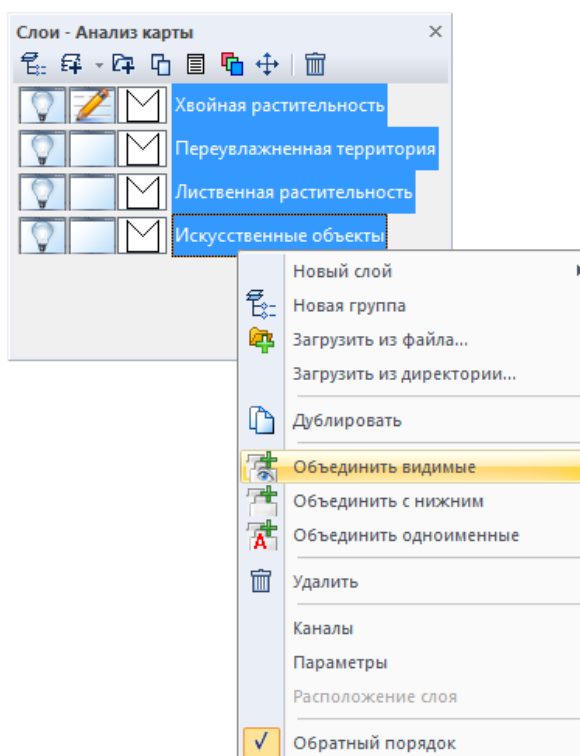 Слои - Анализ карты
Хвойная растительность
Переувлажненная территория
Лиственная растительность
Искусственные объекты
Новый слой
Новая группа
Загрузить из файла...
Загрузить из директории...
Дублировать
Объединить видимые
Объединить с нижним
Объединить одноименные
Удалить
Каналы
Параметры
Расположение слоя
Обратный порядок